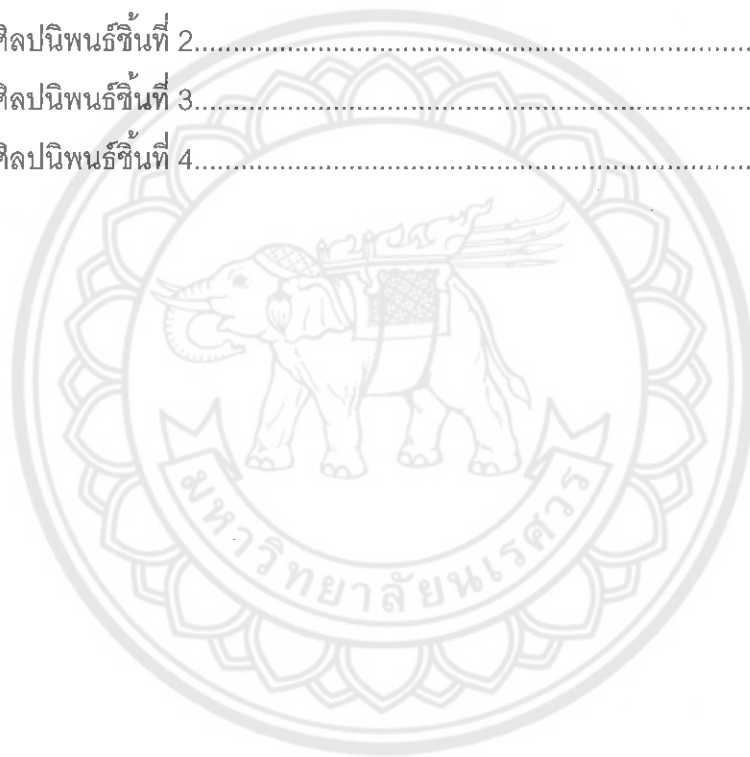 ศิลปนิพนธ์ชิ้นที่ 2
ศิลปนิพนธ์ชิ้นที่ 3
ศิลปนิพนธ์ชิ้นที่ 4
มหาวิทยาลัยนเรศวร